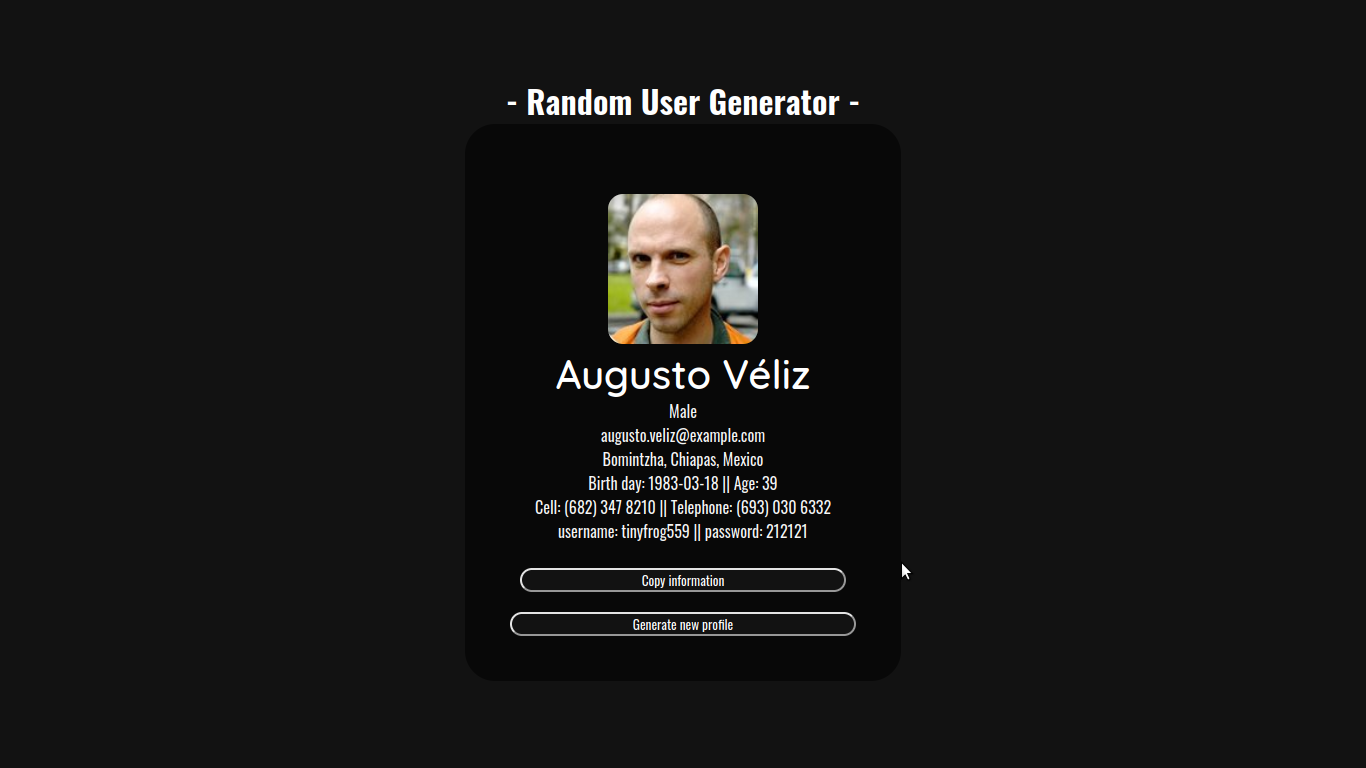 - Random User Generator -
Augusto Véliz
Male
augusto.veliz@example.com
Bomintzha, Chiapas, Mexico
Birth day: 1983-03-18 || Age: 39
Cell: (682) 347 8210 || Telephone: (693) 030 6332
username: tinyfrog559 || password: 212121
Copy information
Generate new profile